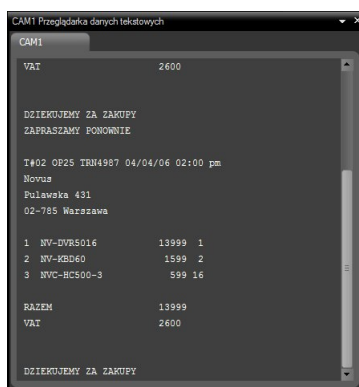 CAM1 Przeglądarka danych tekstowych
CAM1
VAT 2600
DZIEKUJEMY ZA ZAKUPY
ZAPRASZAMY PONOWNIE
T#02 OP25 TRN4987 04/04/06 02:00 pm
Novus
Pulawska 431
02-785 Warszawa
1 NV-DVR5016 13999 1
2 NV-KBD60 1599 2
3 NVC-HC500-3 599 16
RAZEM 13999
VAT 2600
DZIEKUJEMY ZA ZAKUPY